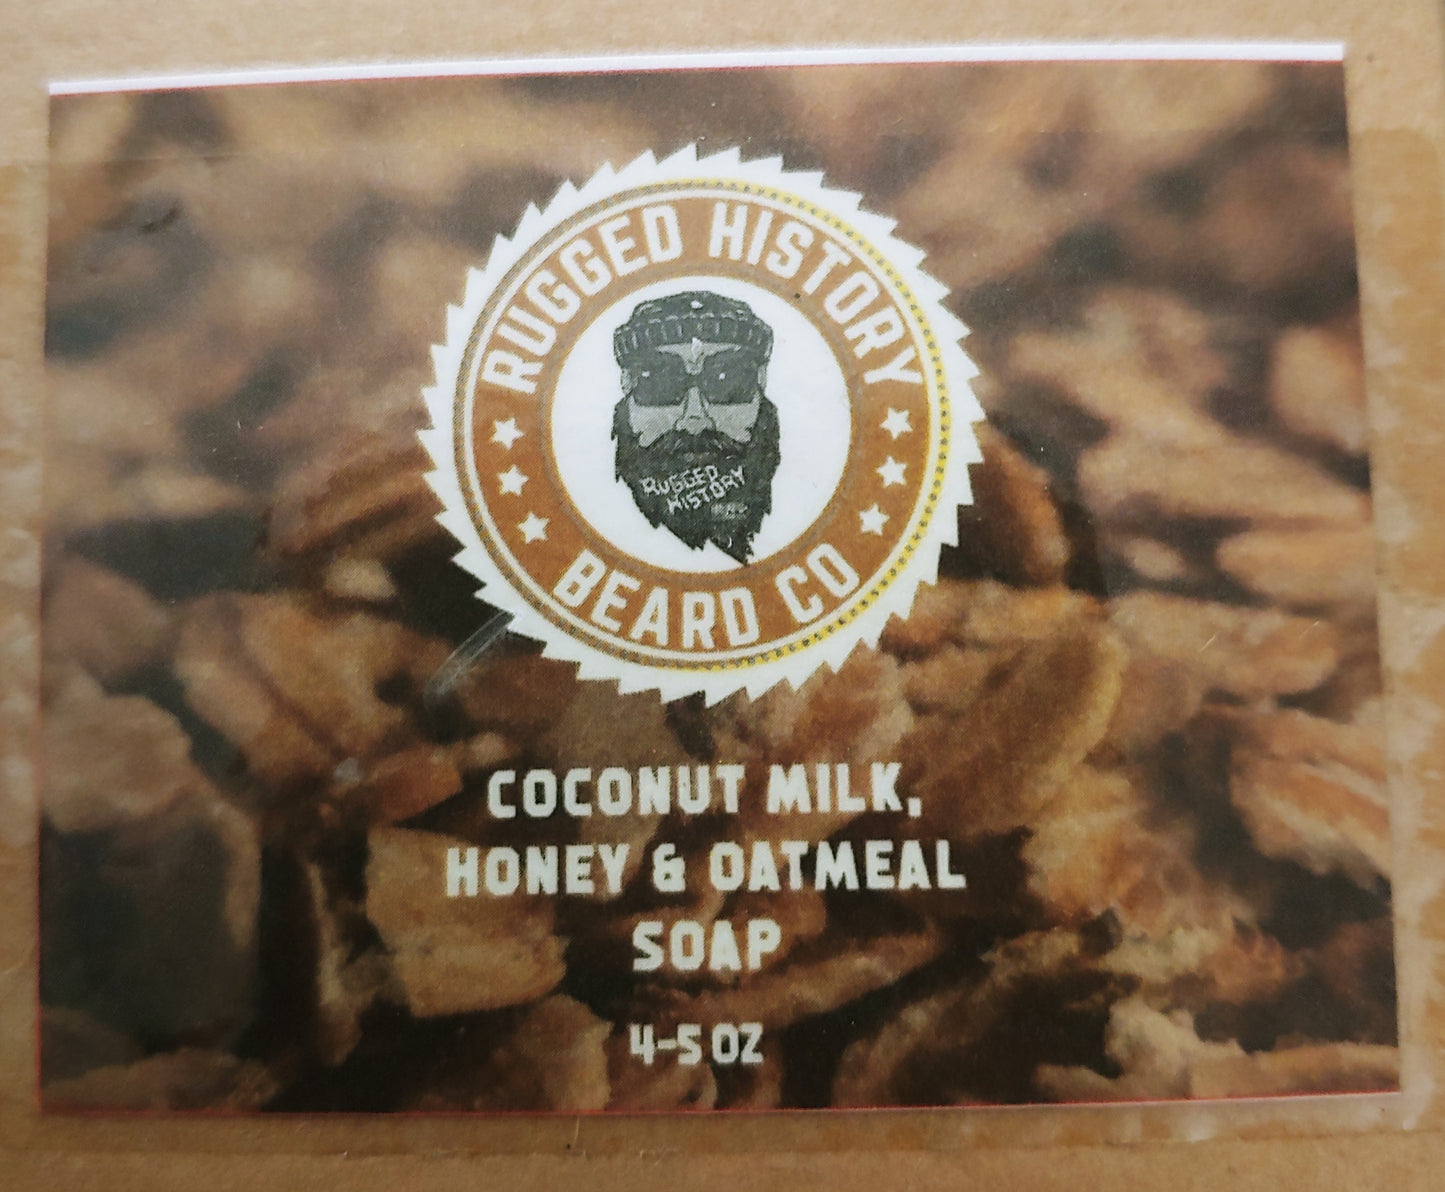 RUGGED HISTORY
RUGGED
HISTORY
BEARD CO
COCONUT MILK,
HONEY & OATMEAL
SOAP
4-5 OZ